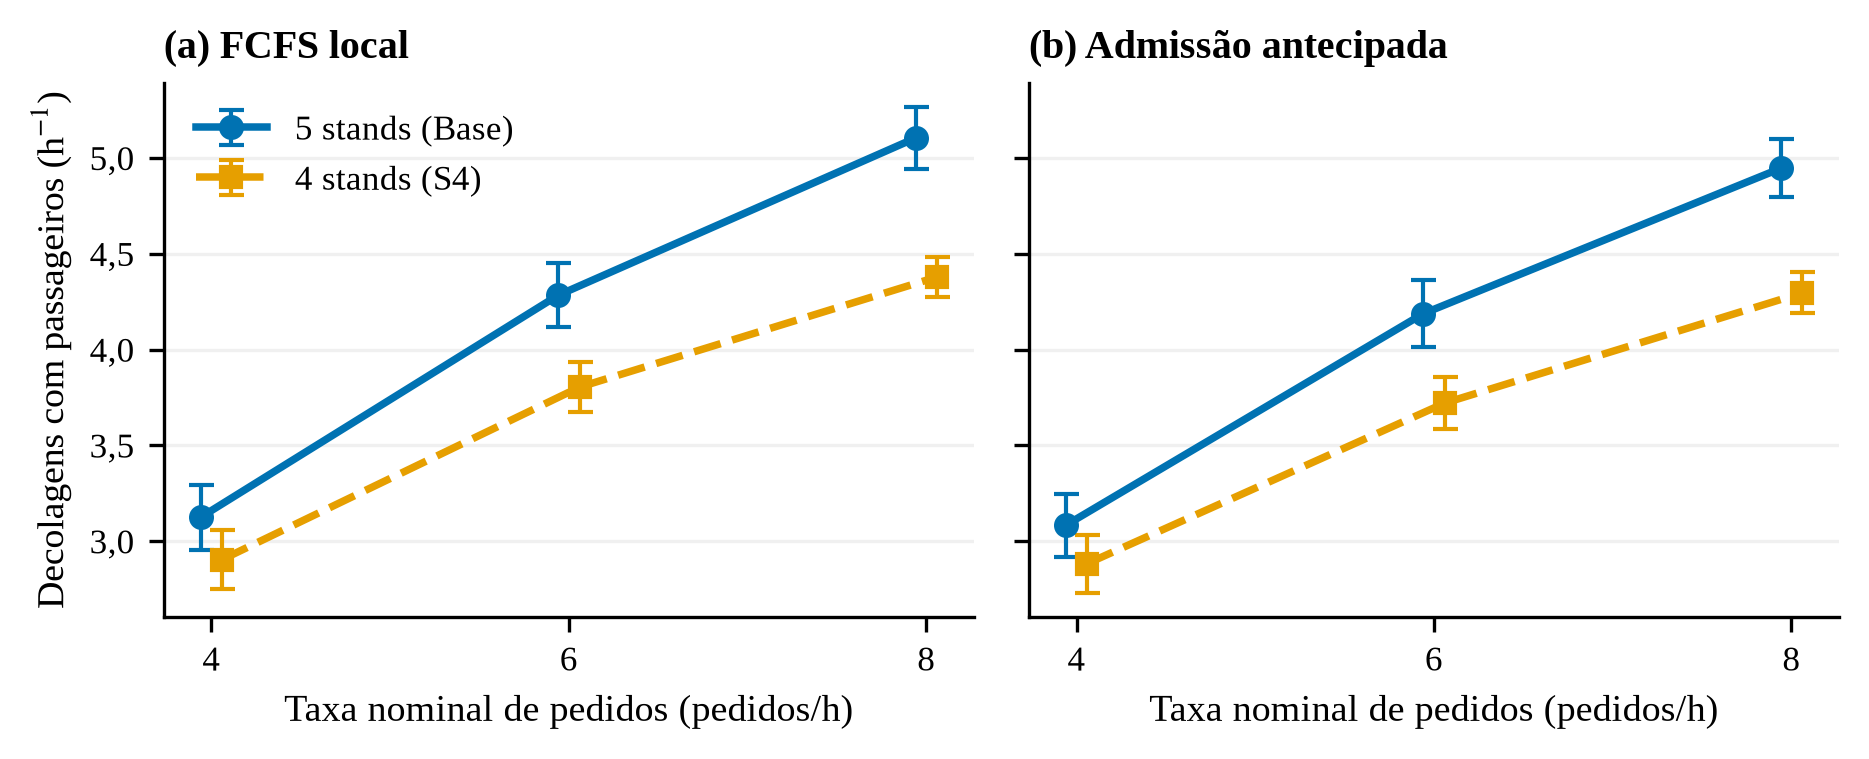 (a) FCFS local
(b) Admissão antecipada
Decolagens com passageiros (h⁻¹)
5 stands (Base)
4 stands (S4)
5,0
4,5
4,0
3,5
3,0
4 6 8
4 6 8
Taxa nominal de pedidos (pedidos/h)
Taxa nominal de pedidos (pedidos/h)